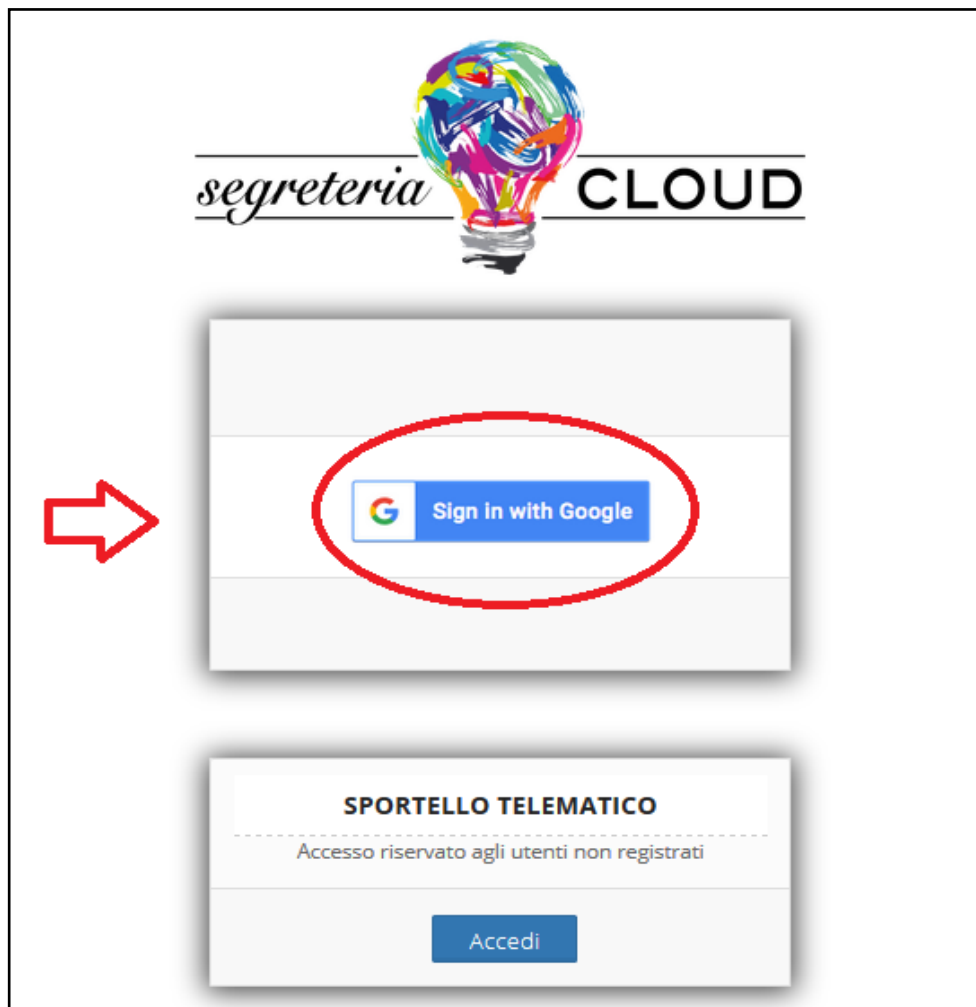 segreteria CLOUD
Sign in with Google
SPORTELLO TELEMATICO
Accesso riservato agli utenti non registrati
Accedi